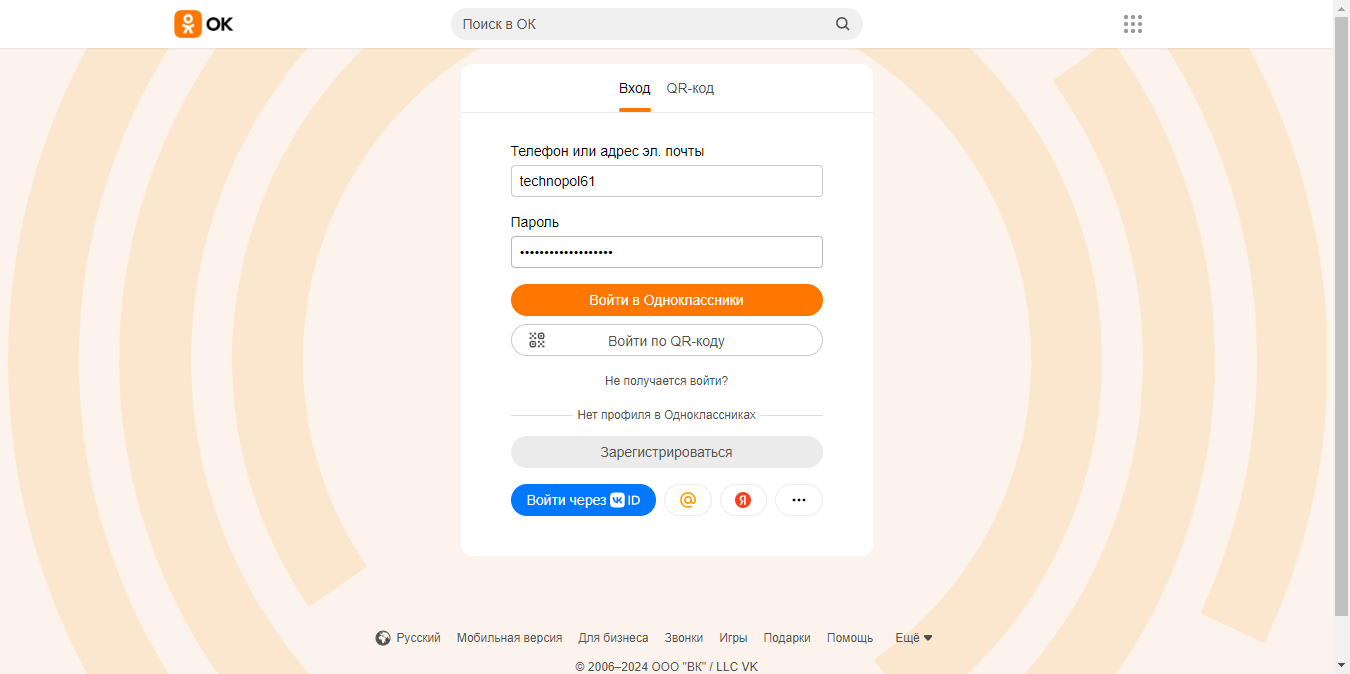 OK
Поиск в ОК
Вход QR-код
Телефон или адрес эл. почты
technopol61
Пароль
•••••••••••••••••••
Войти в Одноклассники
Войти по QR-коду
Не получается войти?
Нет профиля в Одноклассниках
Зарегистрироваться
Войти через VK ID @ Я ...
Русский Мобильная версия Для бизнеса Звонки Игры Подарки Помощь Ещё
© 2006–2024 ООО "ВК" / LLC VK